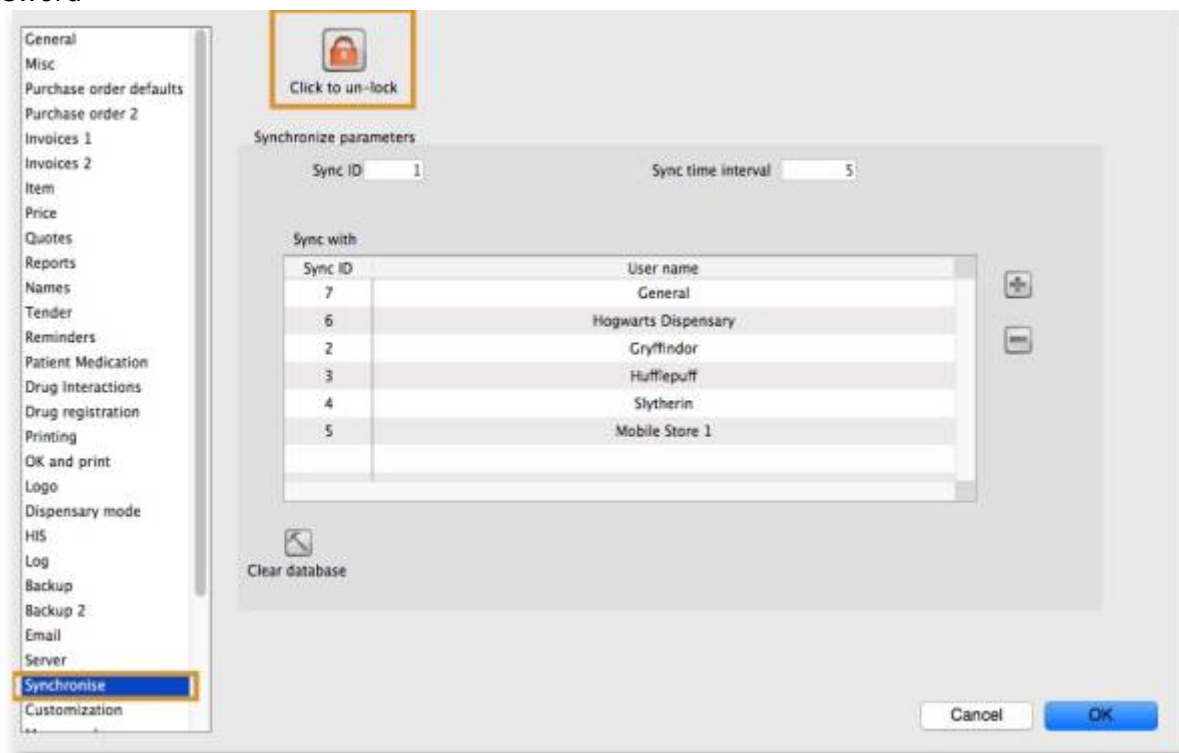 General
Misc
Purchase order defaults
Purchase order 2
Invoices 1
Invoices 2
Item
Price
Quotes
Reports
Names
Tender
Reminders
Patient Medication
Drug Interactions
Drug registration
Printing
OK and print
Logo
Dispensary mode
HIS
Log
Backup
Backup 2
Email
Server
Synchronise
Customization
Click to un-lock
Synchronize parameters
Sync ID 1 Sync time interval 5
Sync with
Sync ID User name
7 General
6 Hogwarts Dispensary
2 Gryffindor
3 Hufflepuff
4 Slytherin
5 Mobile Store 1
Clear database
Cancel OK